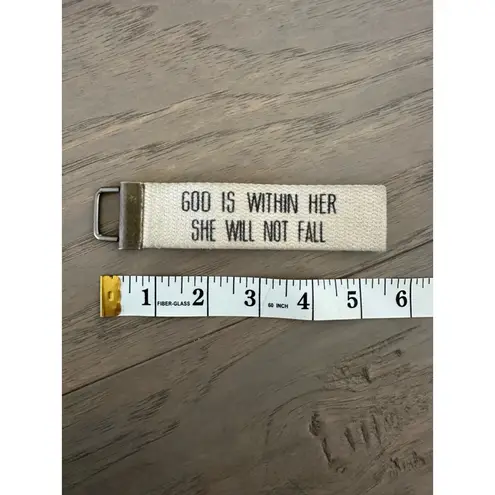 GOD IS WITHIN HER
SHE WILL NOT FALL
1 FIBER-GLASS 2 3 60 INCH 4 5 6